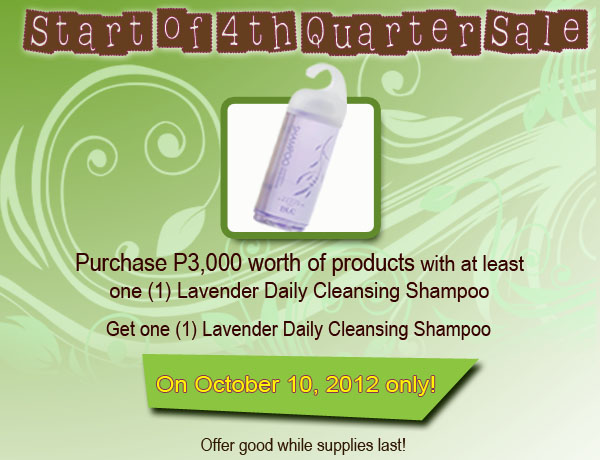 Start of 4th Quarter Sale
SHAMPOO
Purchase P3,000 worth of products with at least
one (1) Lavender Daily Cleansing Shampoo
Get one (1) Lavender Daily Cleansing Shampoo
On October 10, 2012 only!
Offer good while supplies last!